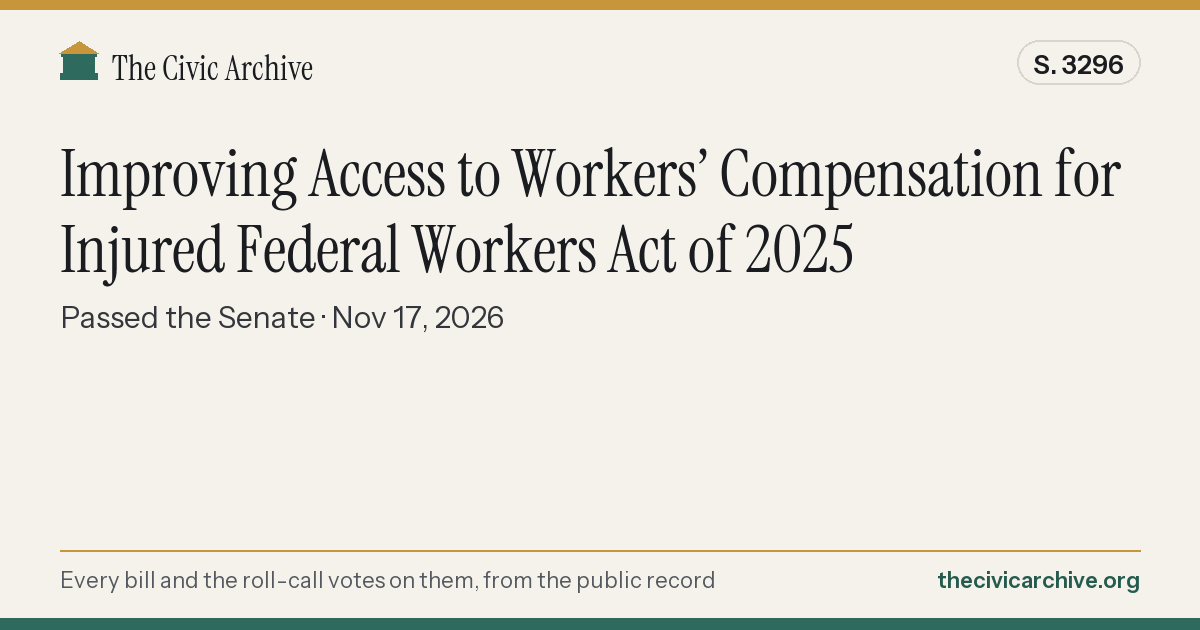 The Civic Archive
S. 3296
Improving Access to Workers’ Compensation for
Injured Federal Workers Act of 2025
Passed the Senate · Nov 17, 2026
Every bill and the roll-call votes on them, from the public record
thecivicarchive.org